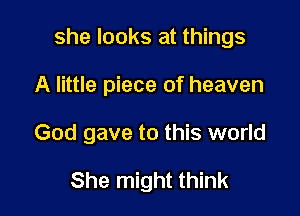 she looks at things
A little piece of heaven
God gave to this world
She might think